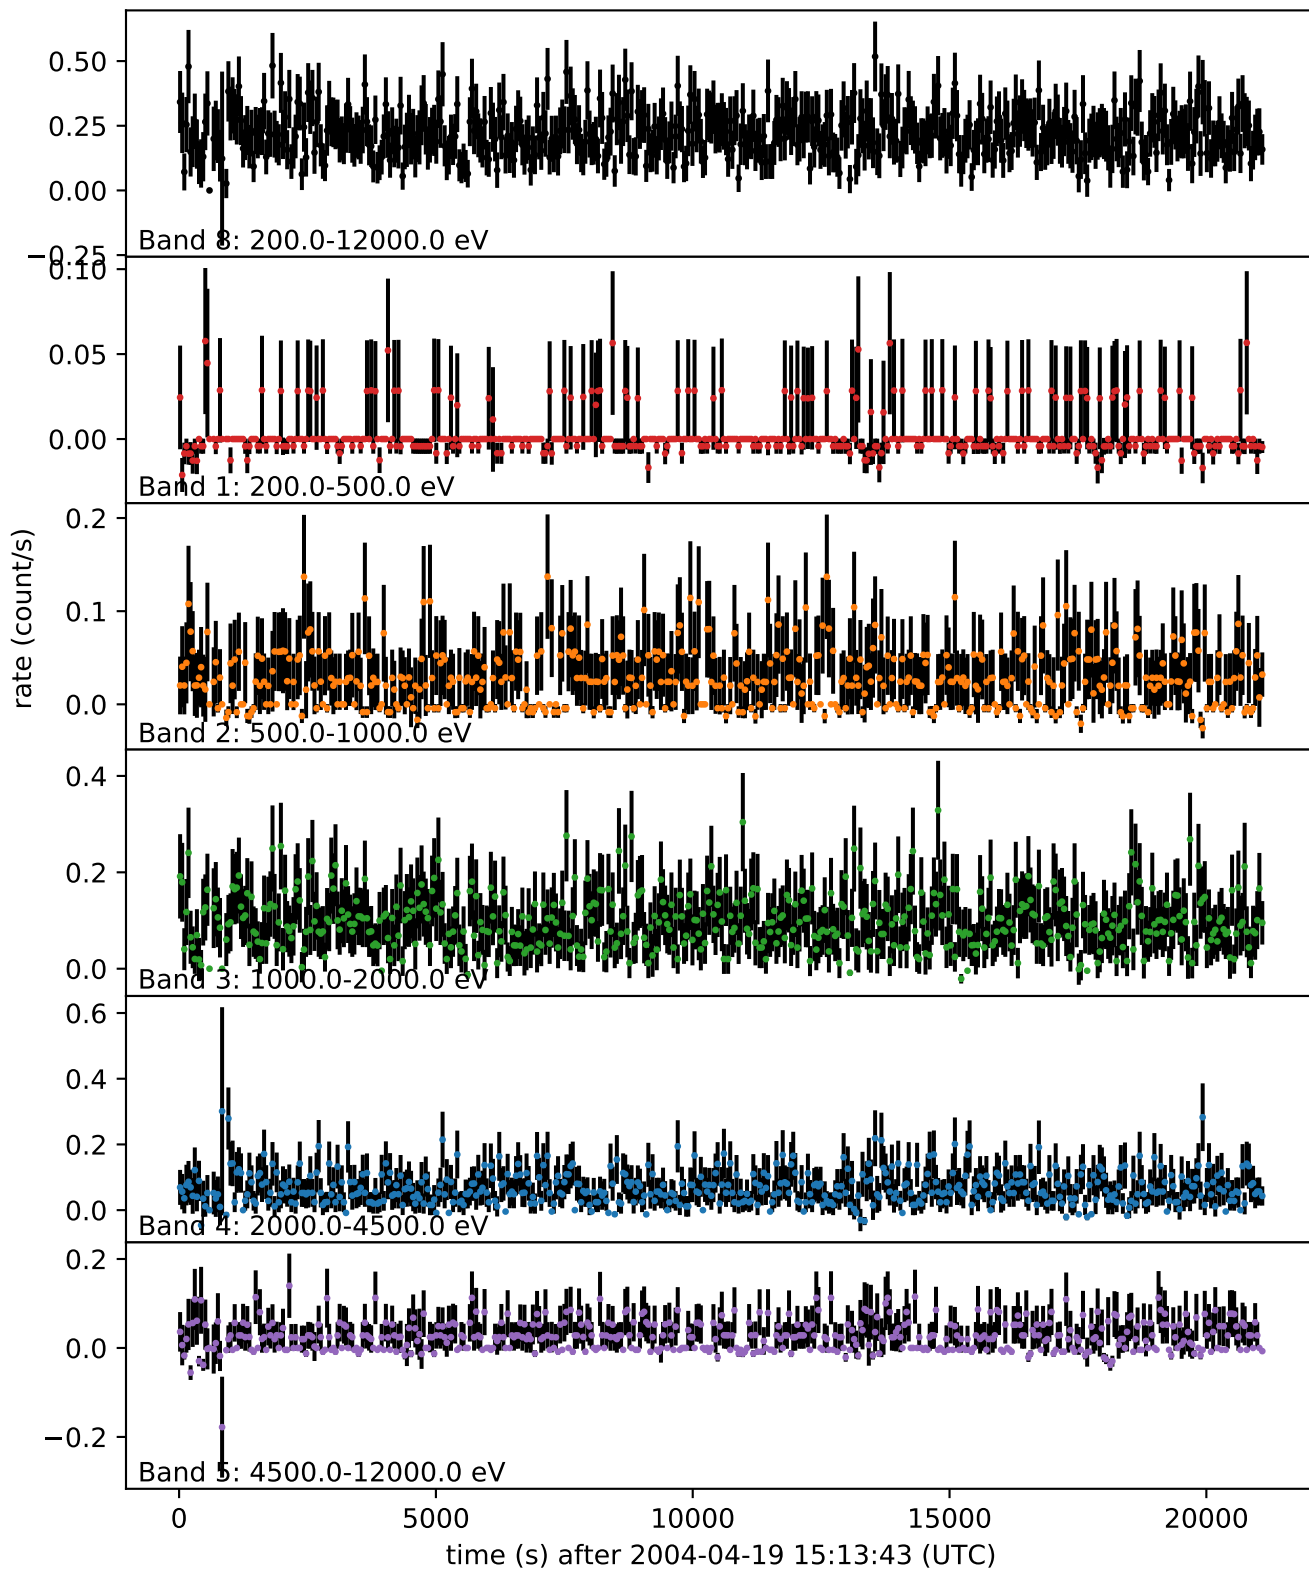 0.50
0.25
0.00
−0.25
Band 8: 200.0-12000.0 eV
0.10
0.05
0.00
Band 1: 200.0-500.0 eV
0.2
0.1
0.0
Band 2: 500.0-1000.0 eV
rate (count/s)
0.4
0.2
0.0
Band 3: 1000.0-2000.0 eV
0.6
0.4
0.2
0.0
Band 4: 2000.0-4500.0 eV
0.2
0.0
−0.2
Band 5: 4500.0-12000.0 eV
0 5000 10000 15000 20000
time (s) after 2004-04-19 15:13:43 (UTC)